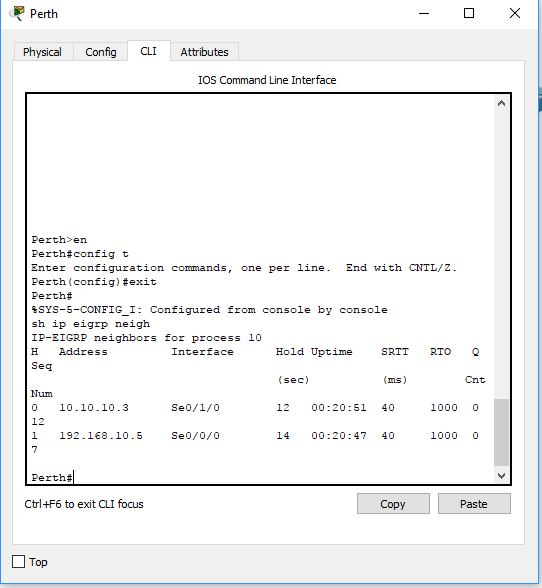 Perth
Physical Config CLI Attributes
IOS Command Line Interface
Perth>en
Perth#config t
Enter configuration commands, one per line.  End with CNTL/Z.
Perth(config)#exit
Perth#
%SYS-5-CONFIG_I: Configured from console by console
sh ip eigrp neigh
IP-EIGRP neighbors for process 10
H   Address         Interface      Hold Uptime    SRTT   RTO   Q
Seq
                                   (sec)          (ms)        Cnt
Num
0   10.10.10.3      Se0/1/0        12   00:20:51  40     1000  0
12
1   192.168.10.5    Se0/0/0        14   00:20:47  40     1000  0
7
Perth#
Ctrl+F6 to exit CLI focus Copy Paste
Top